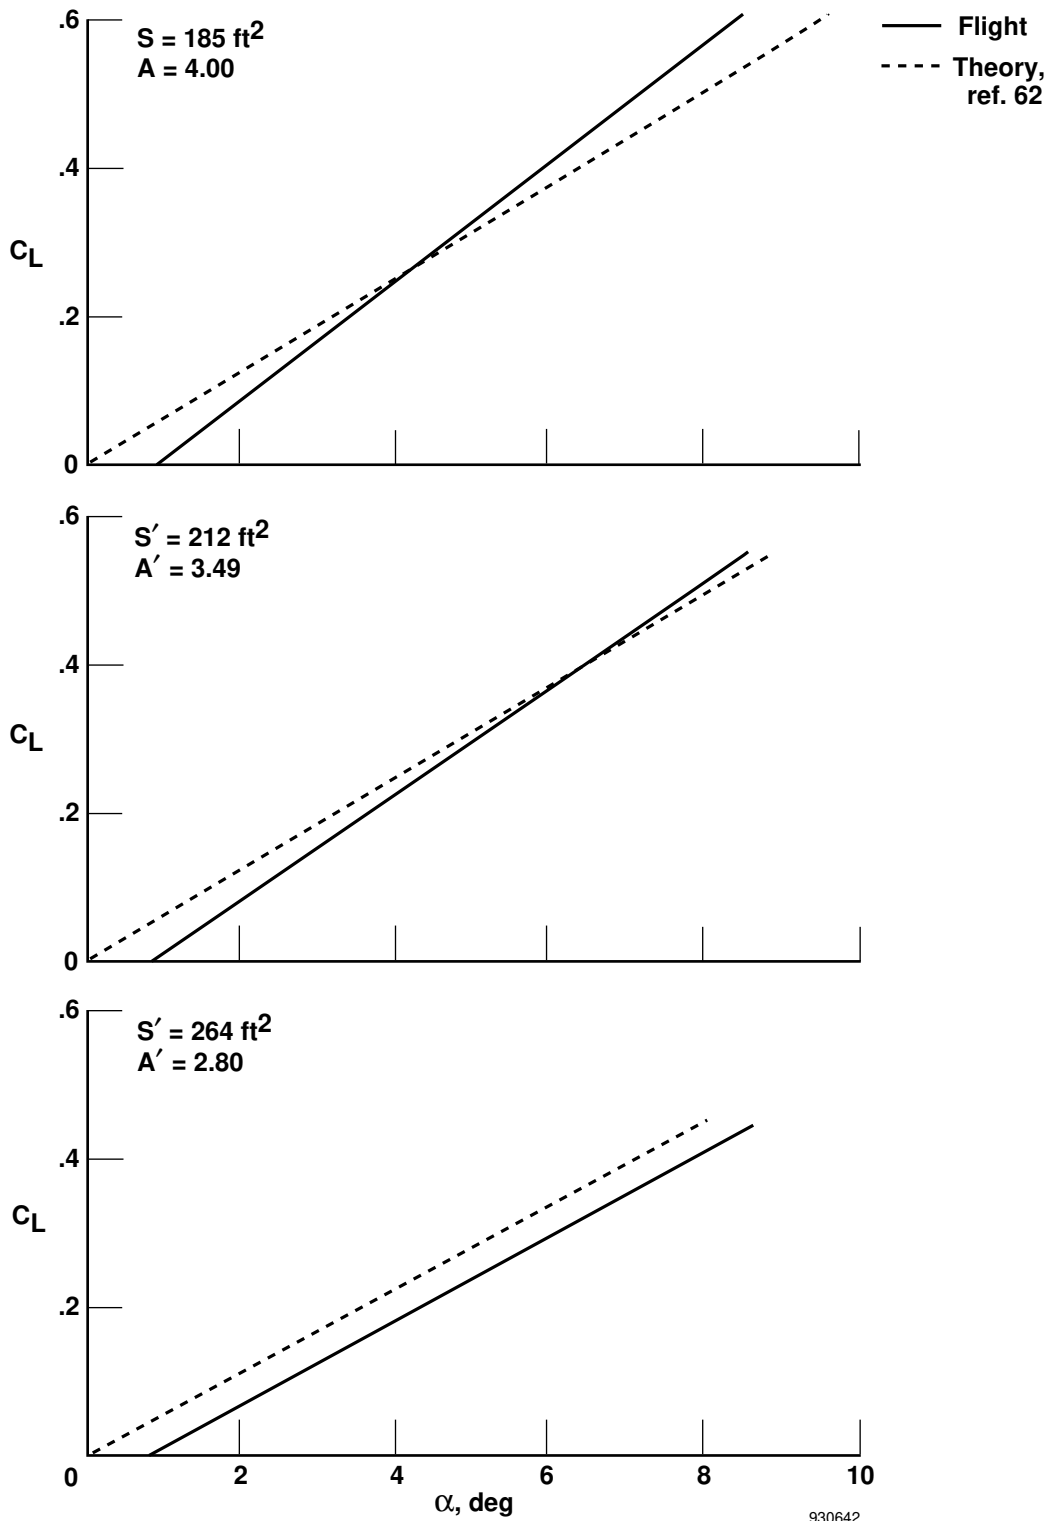 .6
S = 185 ft2
A = 4.00
Flight
Theory,
ref. 62
.4
CL
.2
0
.6
S′ = 212 ft2
A′ = 3.49
.4
CL
.2
0
.6
S′ = 264 ft2
A′ = 2.80
.4
CL
.2
0 2 4 6 8 10
α, deg
930642